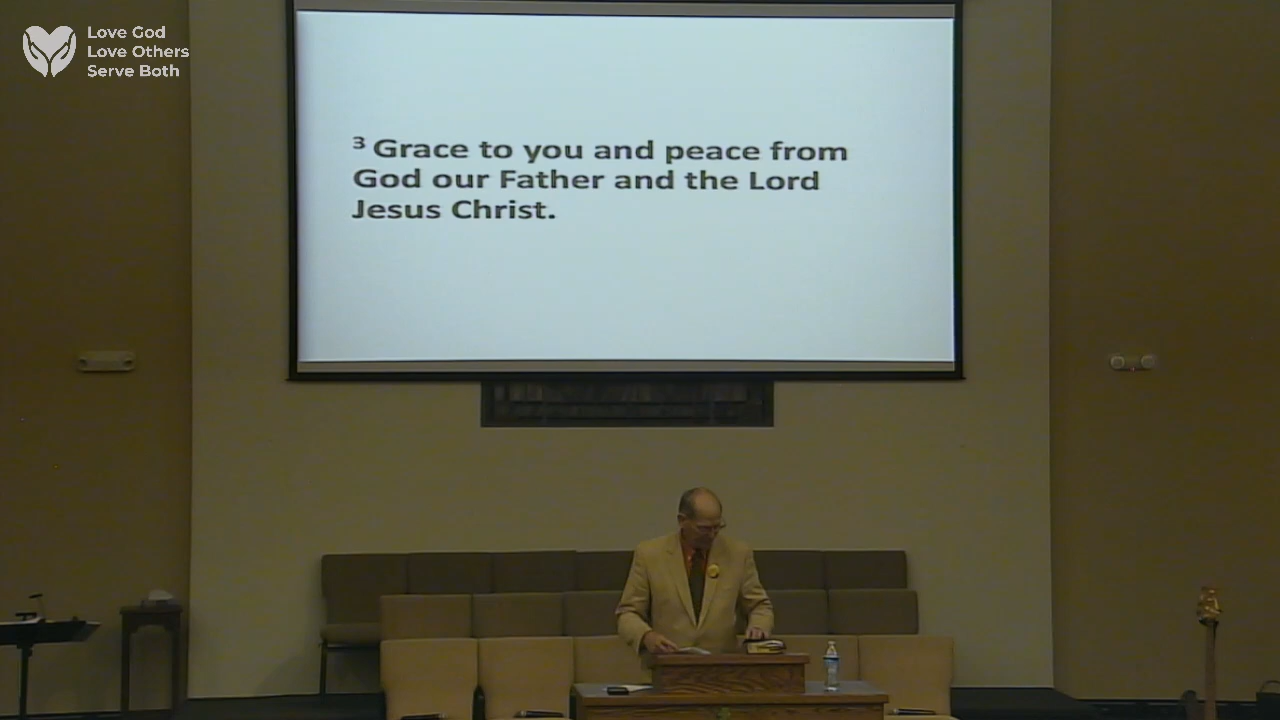 Love God
Love Others
Serve Both
3 Grace to you and peace from
God our Father and the Lord
Jesus Christ.